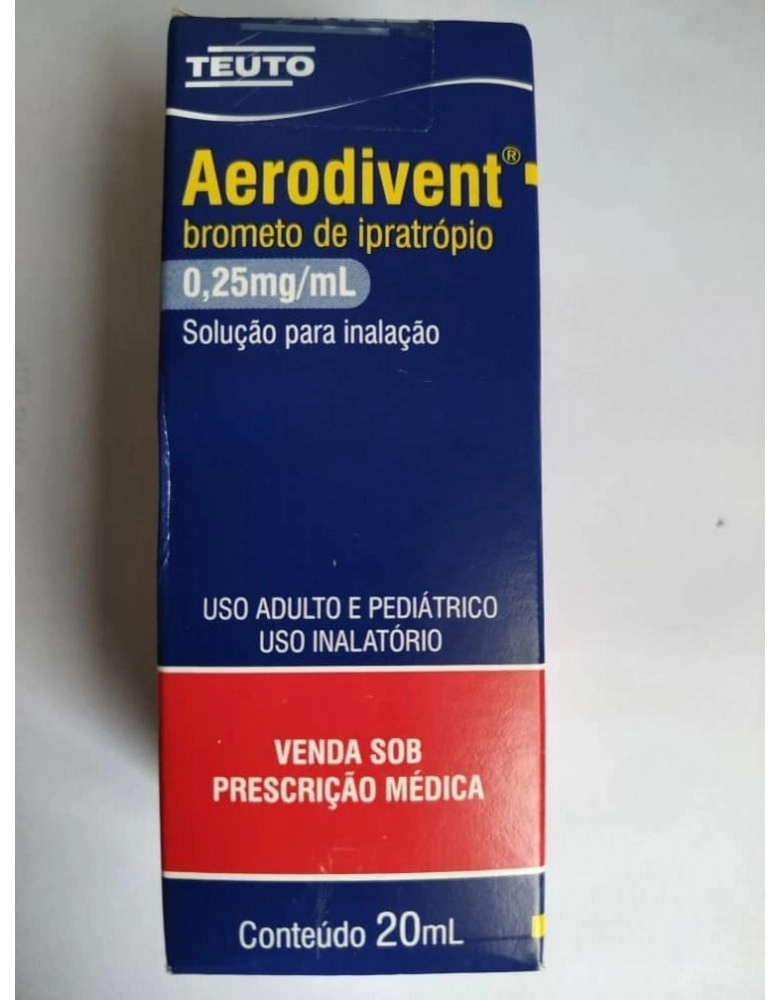 TEUTO
Aerodivent®
brometo de ipratrópio
0,25mg/mL
Solução para inalação
USO ADULTO E PEDIÁTRICO
USO INALATÓRIO
VENDA SOB
PRESCRIÇÃO MÉDICA
Conteúdo 20mL